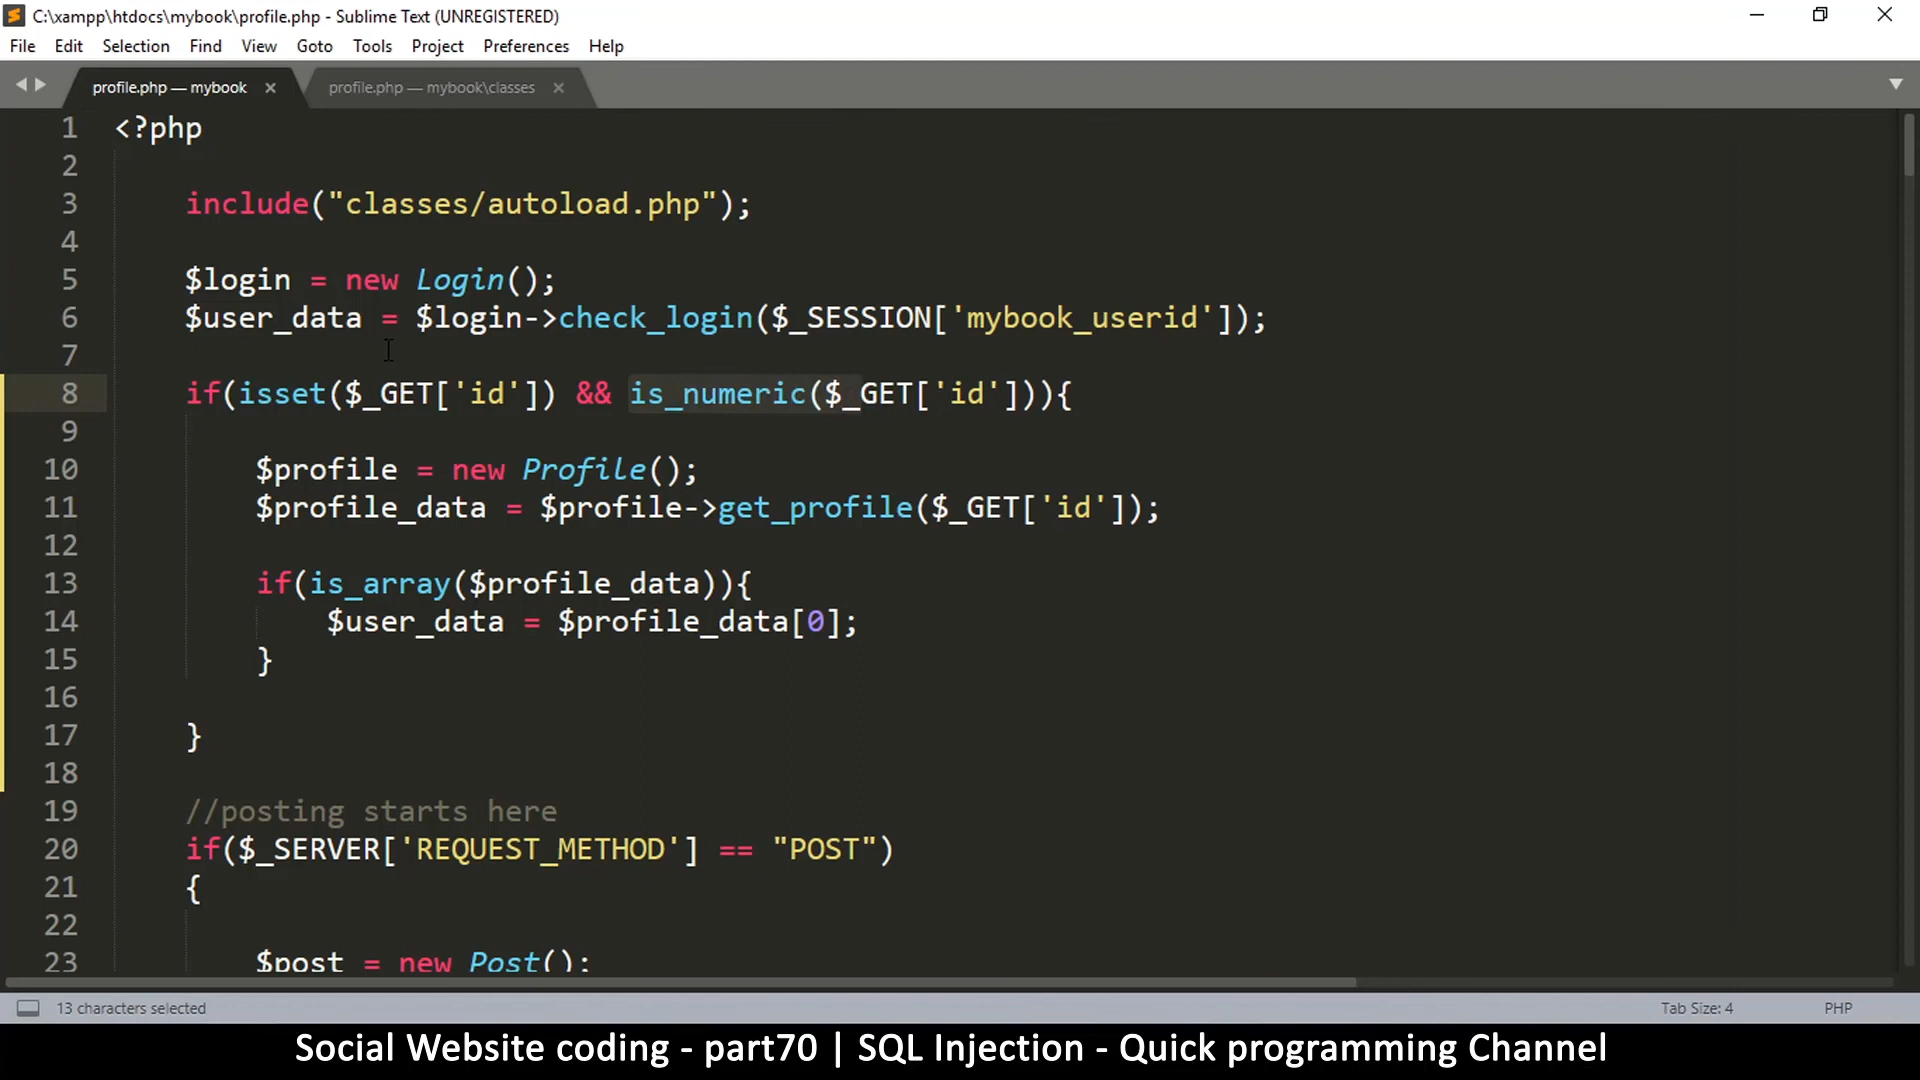 C:\xampp\htdocs\mybook\profile.php - Sublime Text (UNREGISTERED)
File Edit Selection Find View Goto Tools Project Preferences Help
profile.php — mybook × profile.php — mybook\classes ×
1 <?php
2
3 include("classes/autoload.php");
4
5 $login = new Login();
6 $user_data = $login->check_login($_SESSION['mybook_userid']);
7
8 if(isset($_GET['id']) && is_numeric($_GET['id'])){
9
10 $profile = new Profile();
11 $profile_data = $profile->get_profile($_GET['id']);
12
13 if(is_array($profile_data)){
14 $user_data = $profile_data[0];
15 }
16
17 }
18
19 //posting starts here
20 if($_SERVER['REQUEST_METHOD'] == "POST")
21 {
22
23 $post = new Post();
13 characters selected Tab Size: 4 PHP
Social Website coding - part70 | SQL Injection - Quick programming Channel